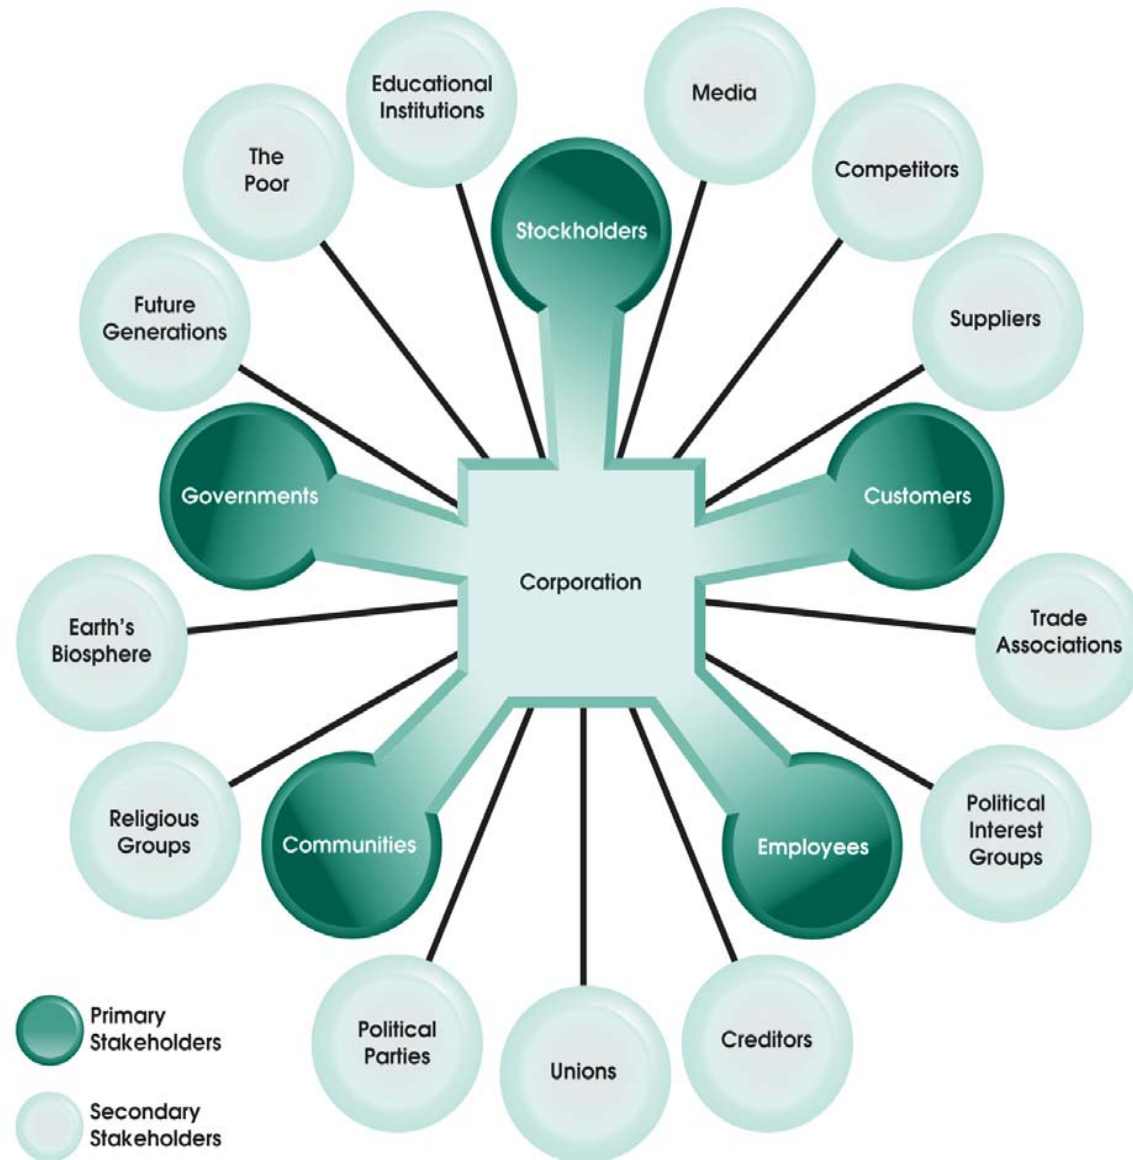 Educational
Institutions
Media
The
Poor
Competitors
Stockholders
Future
Generations
Suppliers
Governments
Customers
Corporation
Earth's
Biosphere
Trade
Associations
Religious
Groups
Communities
Employees
Political
Interest
Groups
Political
Parties
Unions
Creditors
Primary
Stakeholders
Secondary
Stakeholders